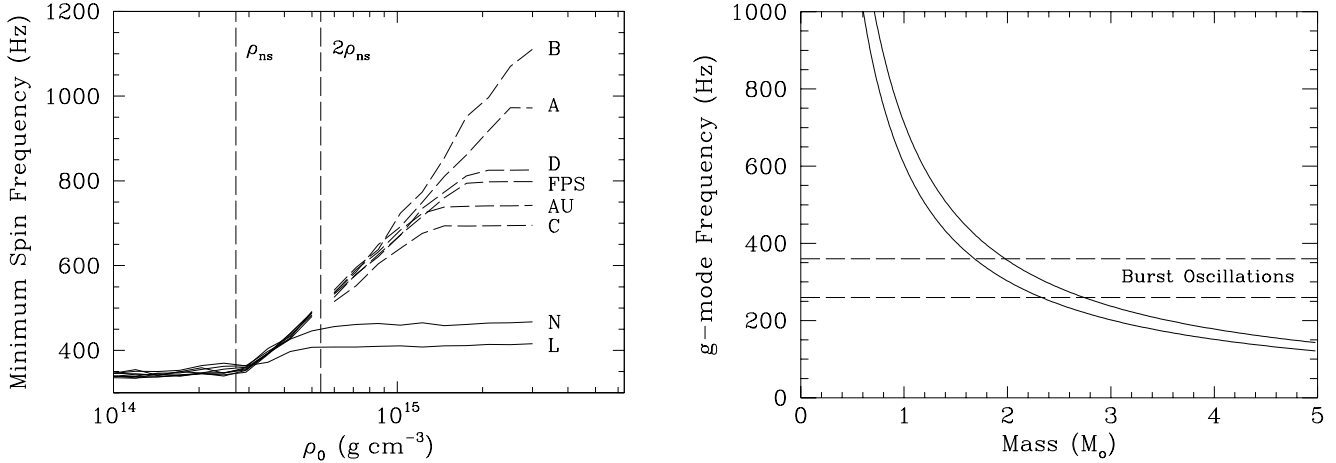 Minimum Spin Frequency (Hz)
1200
1000
800
600
400
ρns
2ρns
B
A
D
FPS
AU
C
N
L
10^14
10^15
ρ0 (g cm^−3)
g−mode Frequency (Hz)
1000
800
600
400
200
0
Burst Oscillations
0
1
2
3
4
5
Mass (Mo)